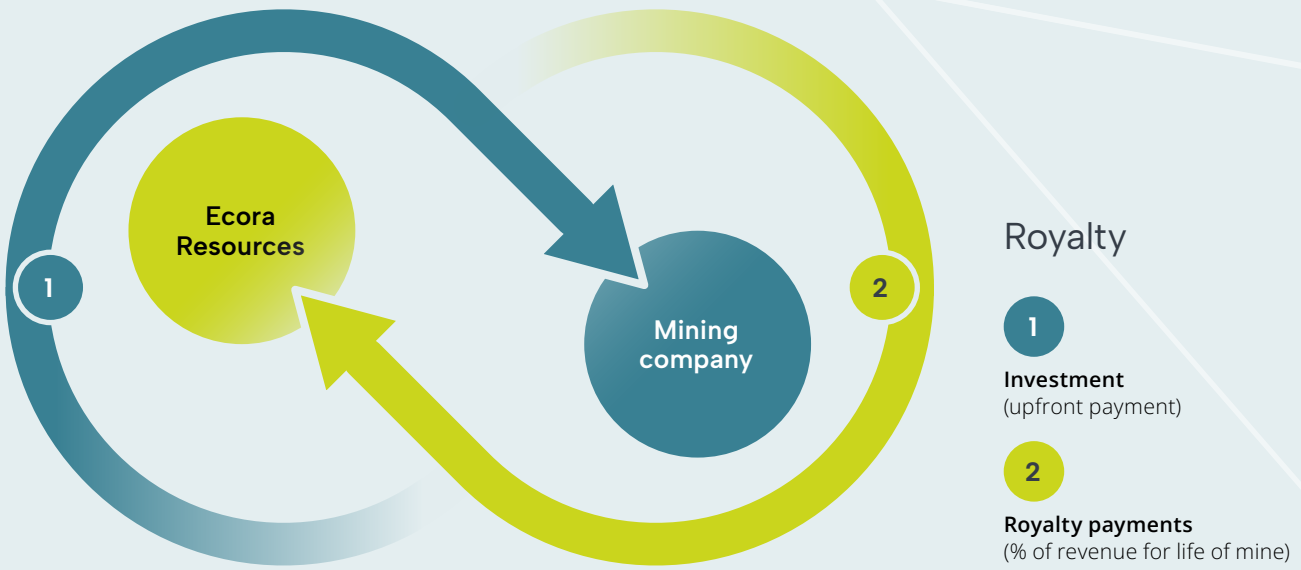 Ecora
Resources
1
Mining
company
2
Royalty
1
Investment
(upfront payment)
2
Royalty payments
(% of revenue for life of mine)